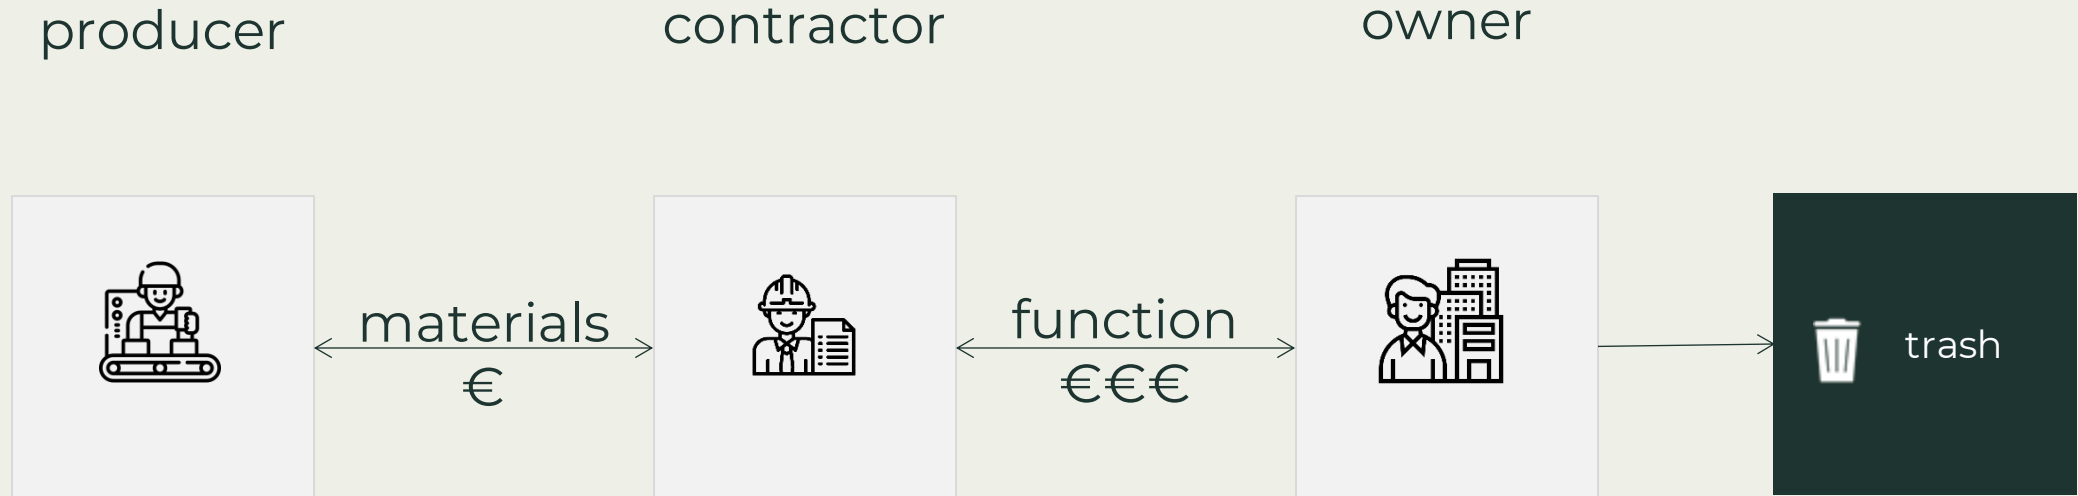 producer
contractor
owner
materials
€
function
€€€
trash